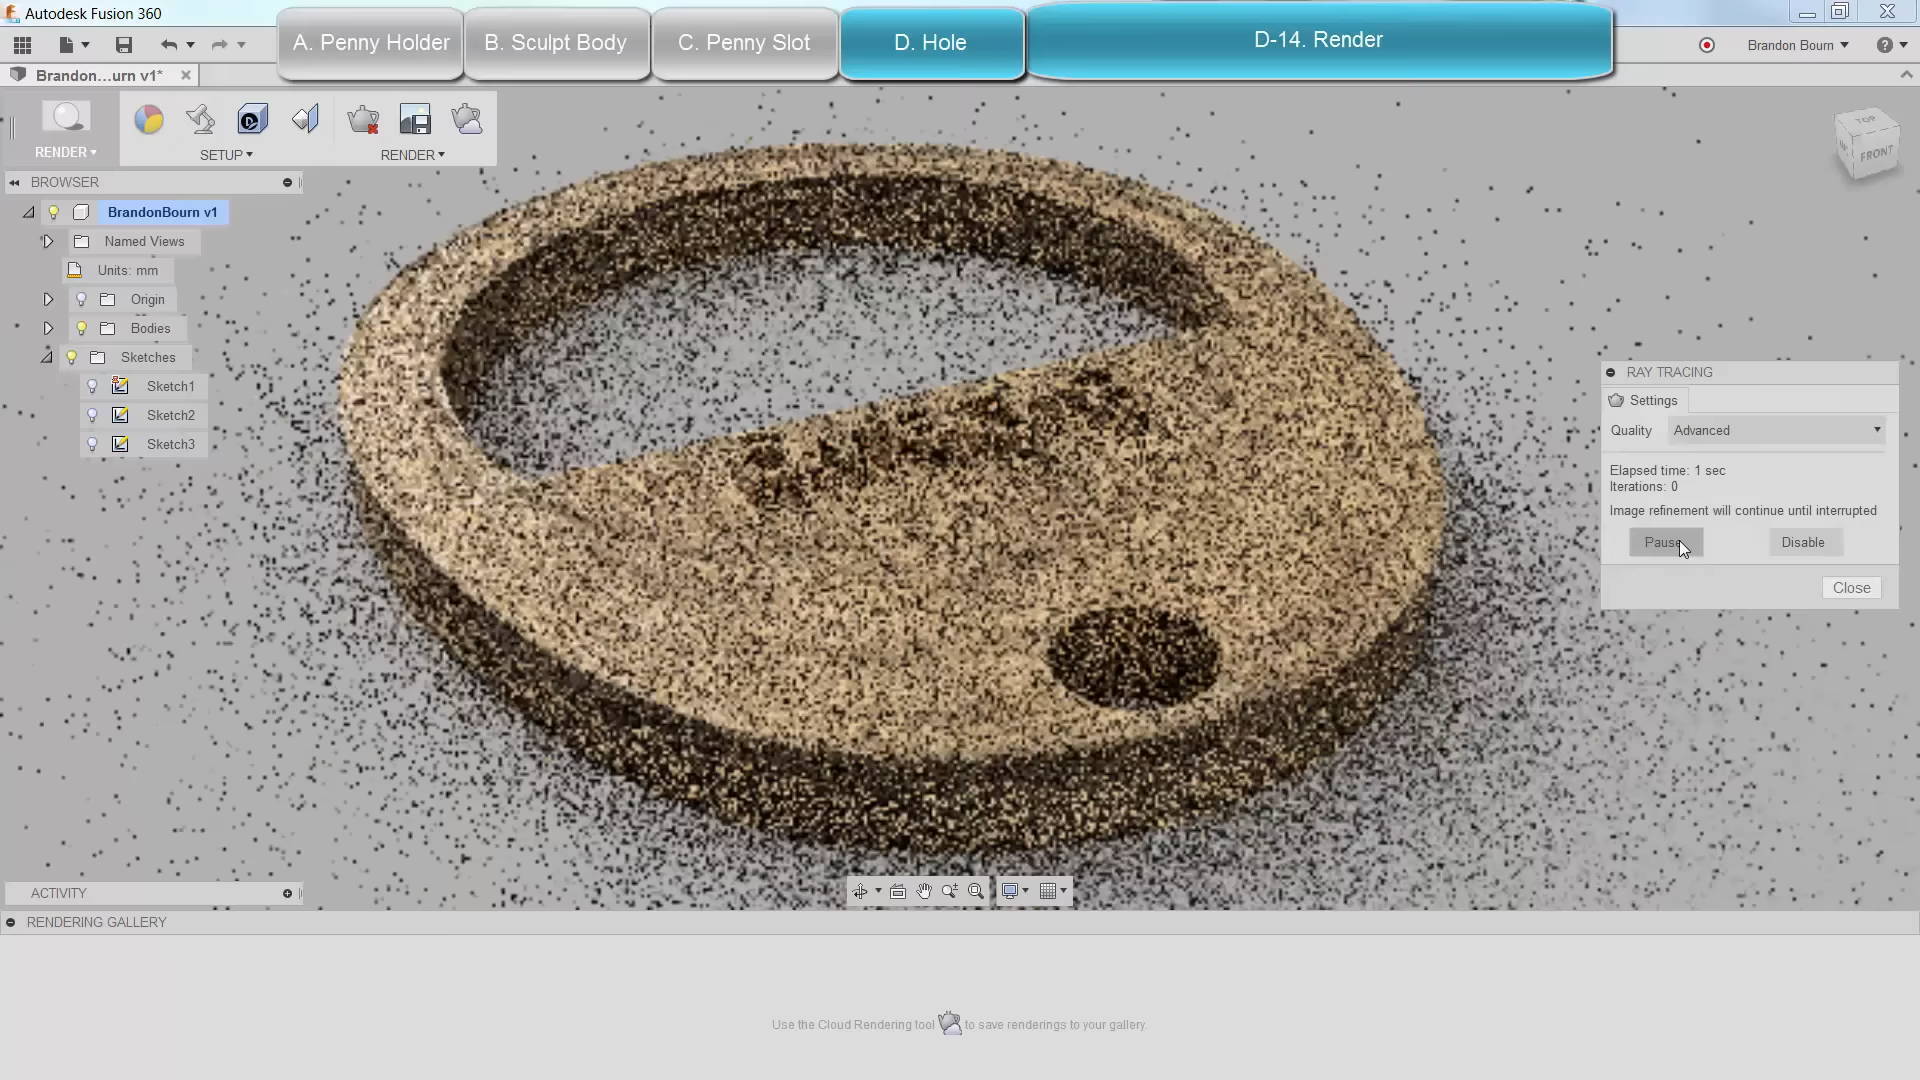 Autodesk Fusion 360
A. Penny Holder
B. Sculpt Body
C. Penny Slot
D. Hole
D-14. Render
Brandon Bourn
Brandon...urn v1*
RENDER
SETUP
RENDER
BROWSER
BrandonBourn v1
Named Views
Units: mm
Origin
Bodies
Sketches
Sketch1
Sketch2
Sketch3
TOP
FRONT
RAY TRACING
Settings
Quality Advanced
Elapsed time: 1 sec
Iterations: 0
Image refinement will continue until interrupted
Pause Disable
Close
ACTIVITY
RENDERING GALLERY
Use the Cloud Rendering tool to save renderings to your gallery.